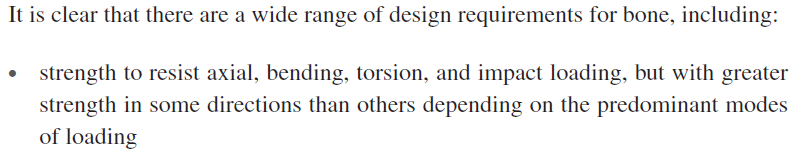 It is clear that there are a wide range of design requirements for bone, including:
• strength to resist axial, bending, torsion, and impact loading, but with greater
strength in some directions than others depending on the predominant modes
of loading